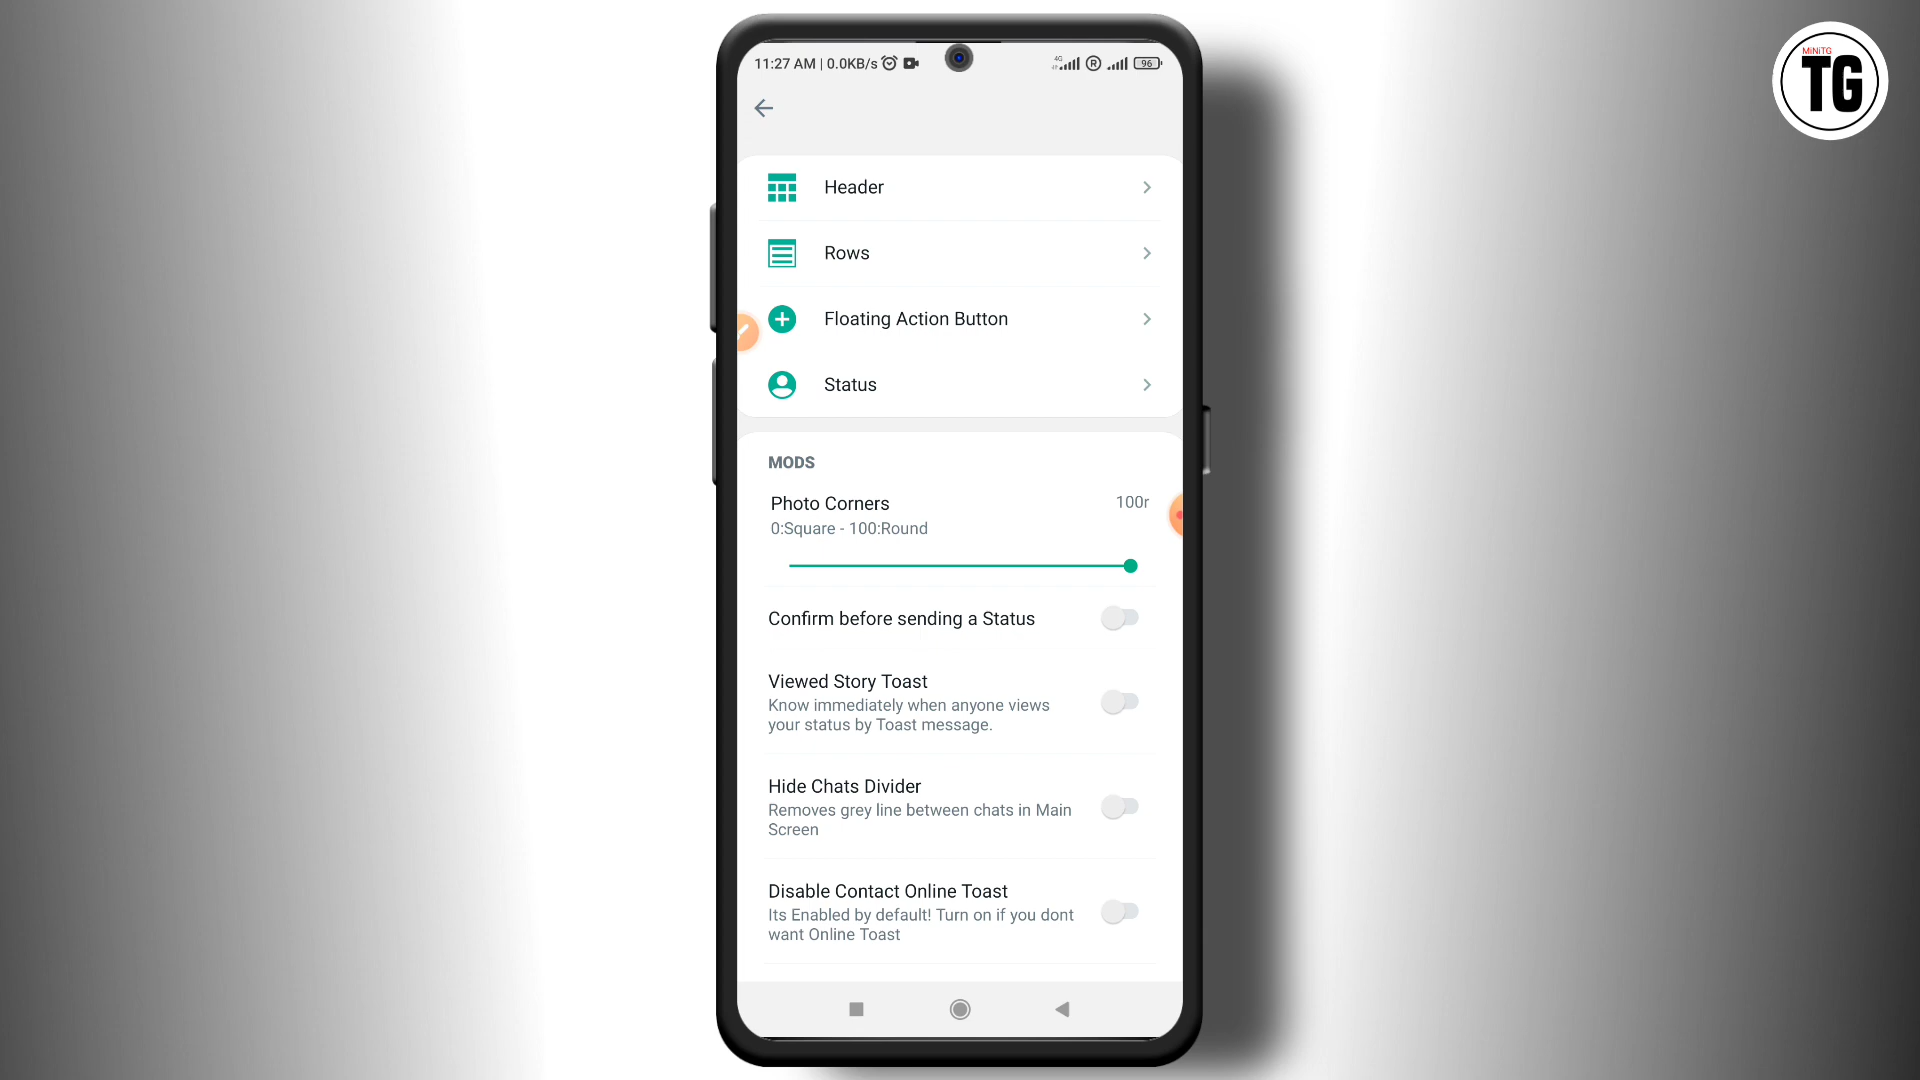 MiNiTG
TG
11:27 AM | 0.0KB/s
4G
R
96
Header
Rows
Floating Action Button
Status
MODS
Photo Corners
100r
0:Square - 100:Round
Confirm before sending a Status
Viewed Story Toast
Know immediately when anyone views
your status by Toast message.
Hide Chats Divider
Removes grey line between chats in Main
Screen
Disable Contact Online Toast
Its Enabled by default! Turn on if you dont
want Online Toast